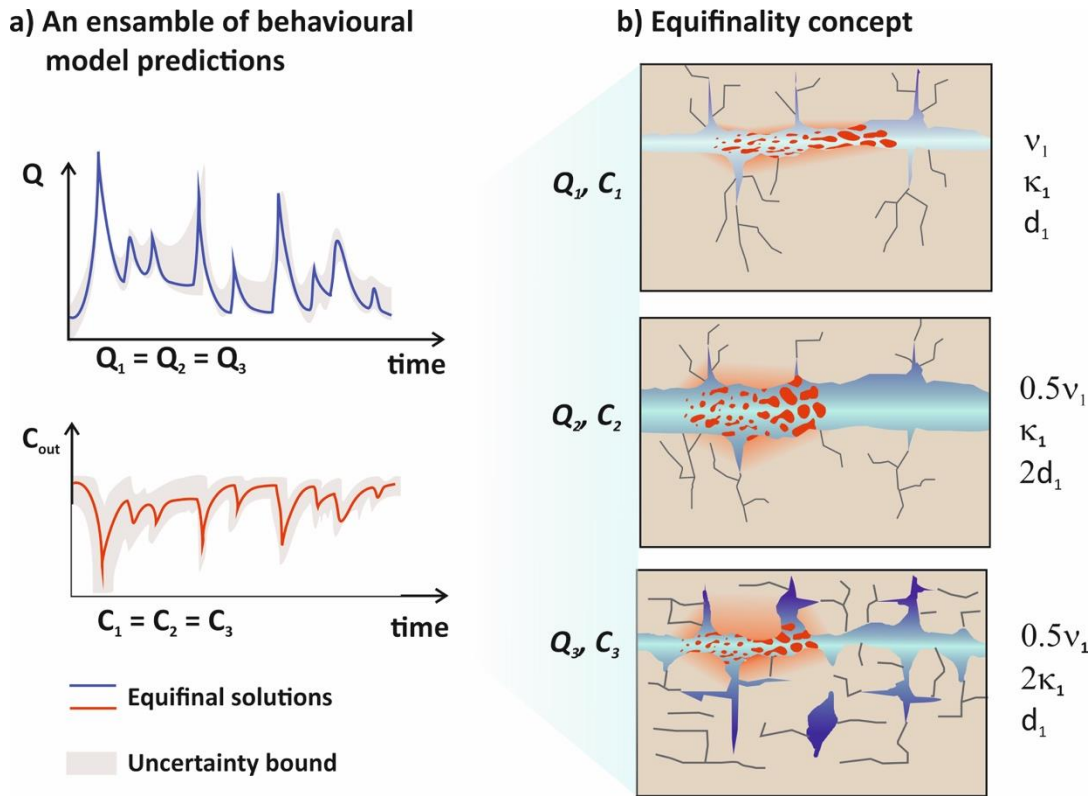 a) An ensamble of behavioural
model predictions
Q
time
Q₁ = Q₂ = Q₃
Cout
time
C₁ = C₂ = C₃
Equifinal solutions
Uncertainty bound
b) Equifinality concept
Q₁, C₁
ν₁
κ₁
d₁
Q₂, C₂
0.5ν₁
κ₁
2d₁
Q₃, C₃
0.5ν₁
2κ₁
d₁